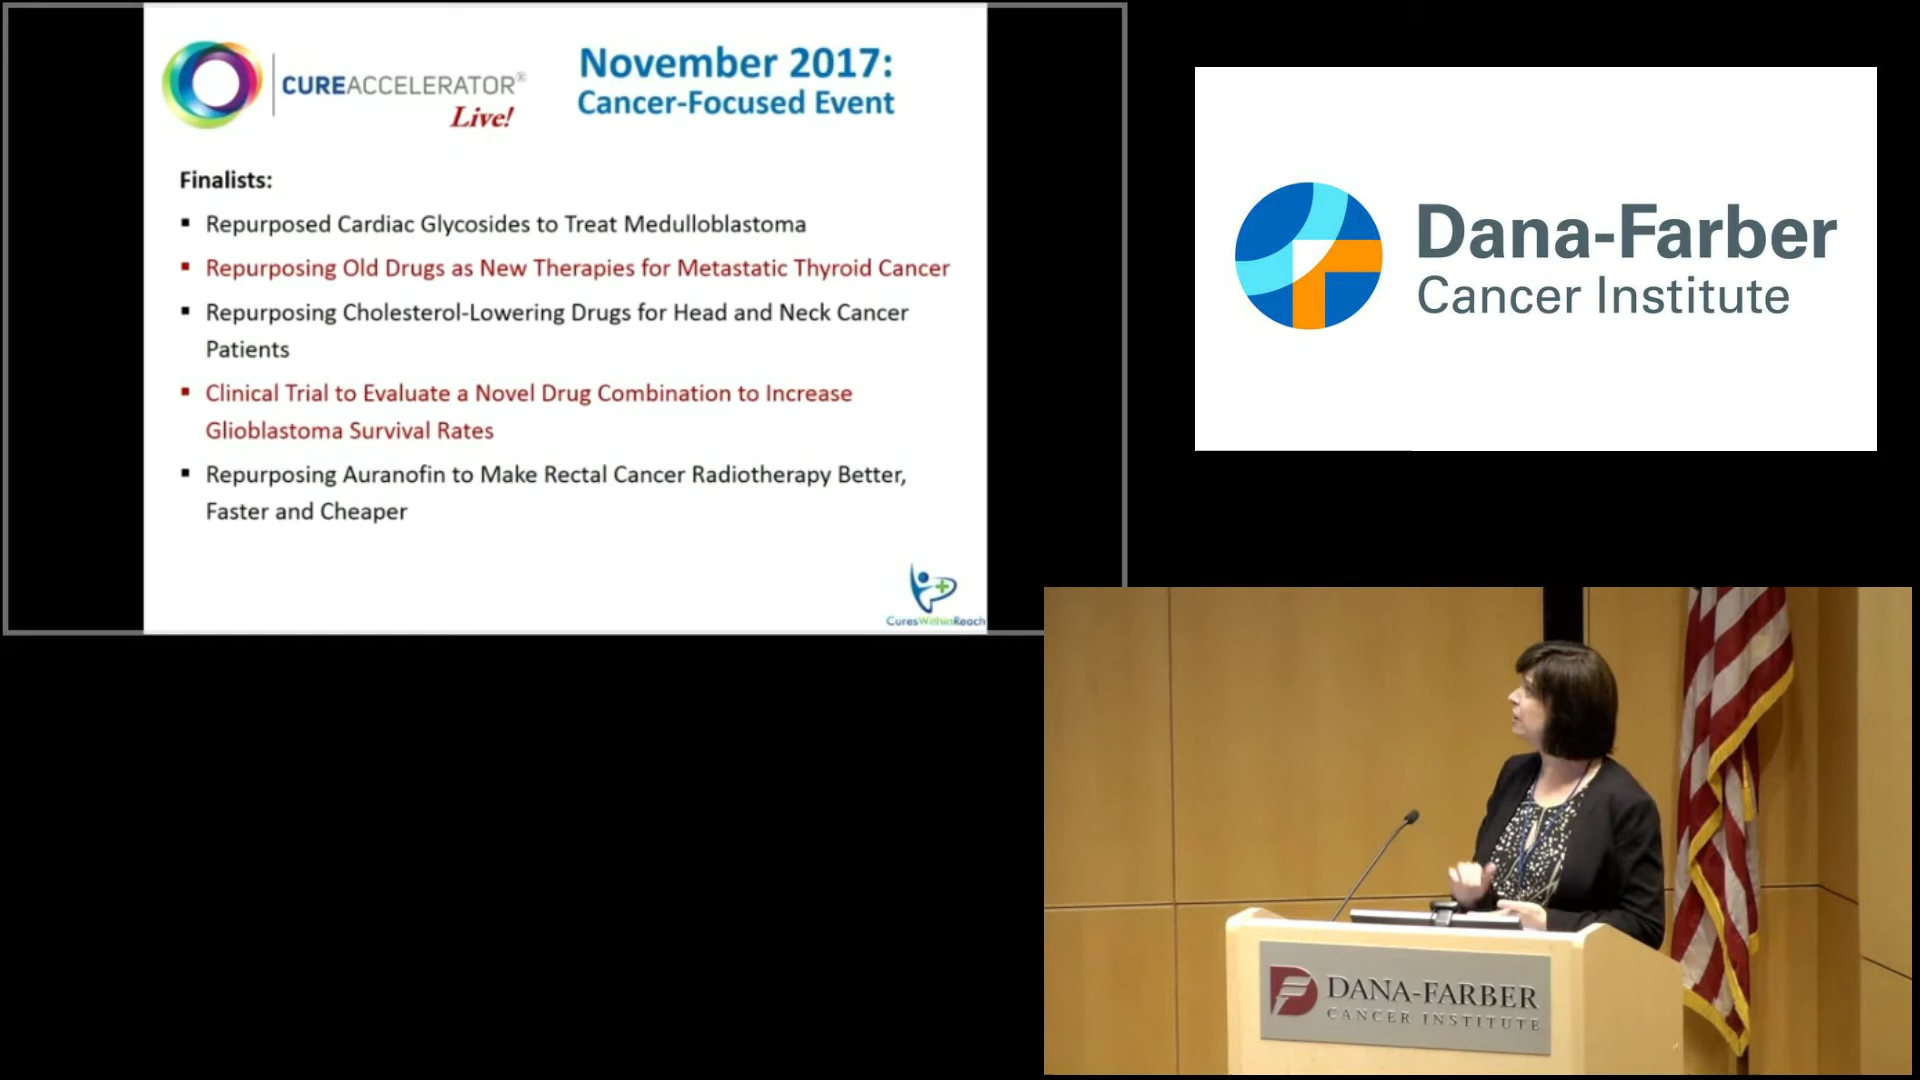 CUREACCELERATOR®
Live!
November 2017:
Cancer-Focused Event
Finalists:
▪ Repurposed Cardiac Glycosides to Treat Medulloblastoma
▪ Repurposing Old Drugs as New Therapies for Metastatic Thyroid Cancer
▪ Repurposing Cholesterol-Lowering Drugs for Head and Neck Cancer
Patients
▪ Clinical Trial to Evaluate a Novel Drug Combination to Increase
Glioblastoma Survival Rates
▪ Repurposing Auranofin to Make Rectal Cancer Radiotherapy Better,
Faster and Cheaper
CuresWithinReach
Dana-Farber
Cancer Institute
DANA-FARBER
CANCER INSTITUTE